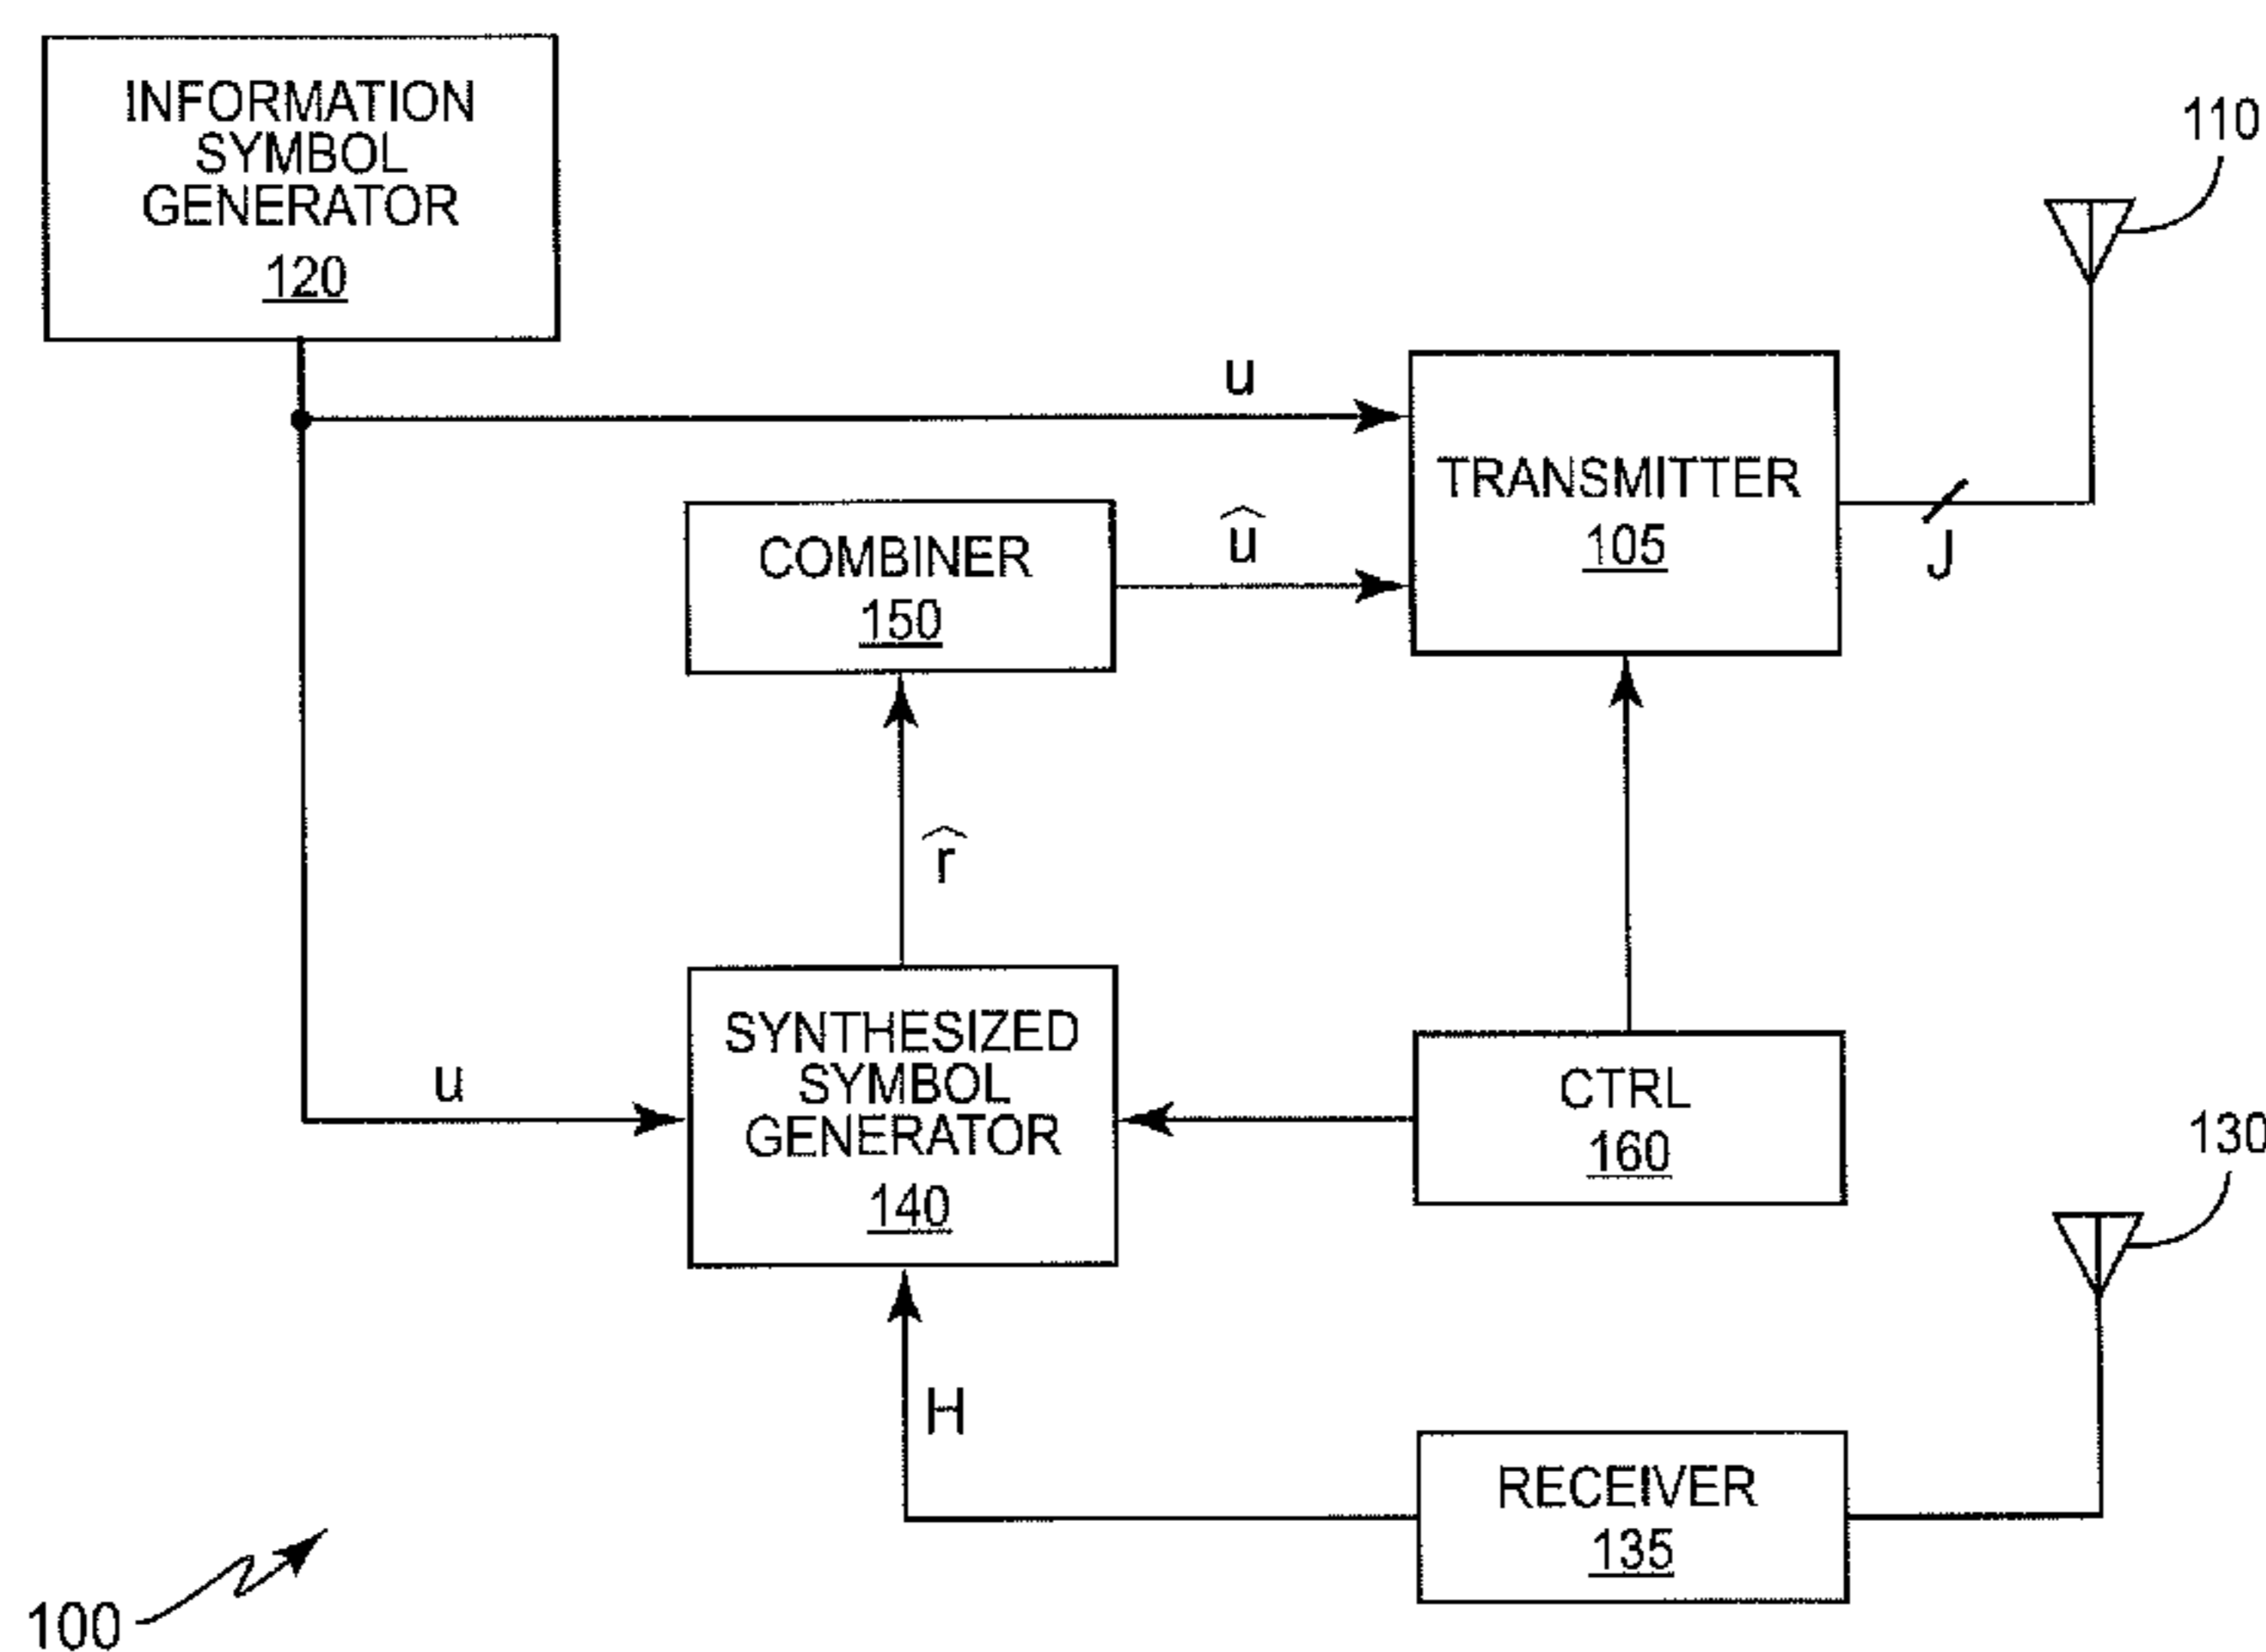 INFORMATION
SYMBOL
GENERATOR
120
110
u
TRANSMITTER
105
J
COMBINER
150
û
r̂
SYNTHESIZED
SYMBOL
GENERATOR
140
u
CTRL
160
130
H
RECEIVER
135
100